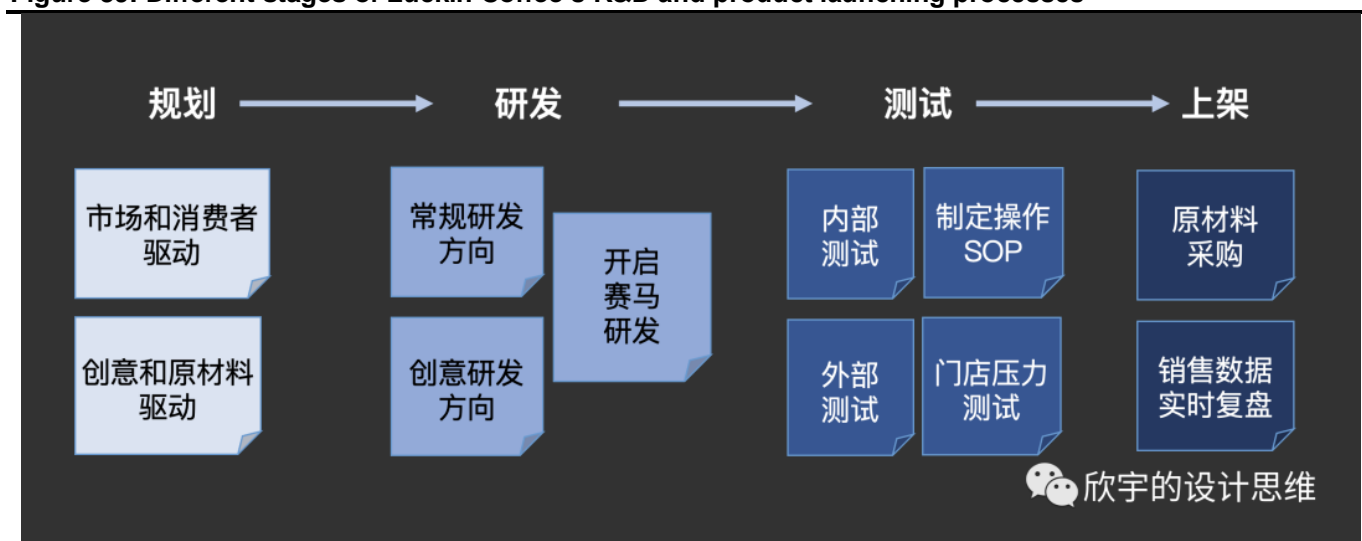 规划
研发
测试
上架
市场和消费者
驱动
创意和原材料
驱动
常规研发
方向
创意研发
方向
开启
赛马
研发
内部
测试
制定操作
SOP
外部
测试
门店压力
测试
原材料
采购
销售数据
实时复盘
欣宇的设计思维